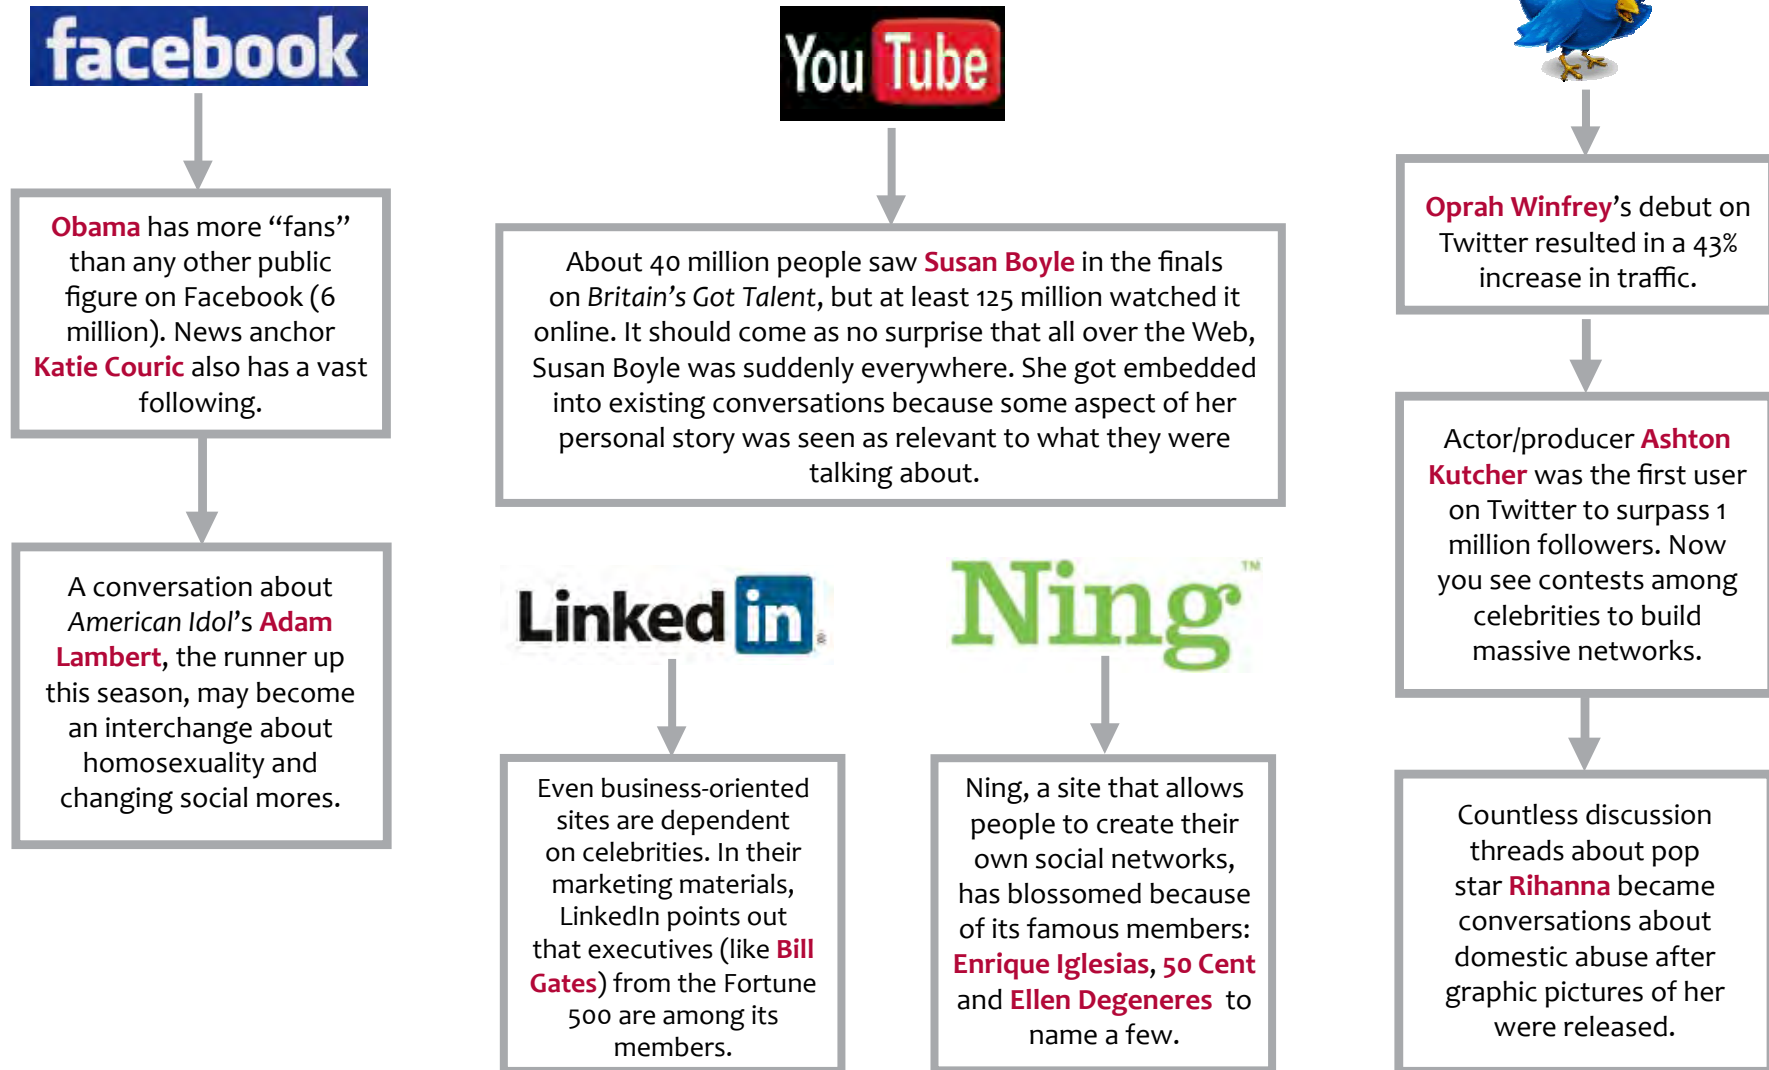 facebook
Obama has more “fans”
than any other public
figure on Facebook (6
million). News anchor
Katie Couric also has a vast
following.
A conversation about
American Idol’s Adam
Lambert, the runner up
this season, may become
an interchange about
homosexuality and
changing social mores.
You Tube
About 40 million people saw Susan Boyle in the finals
on Britain’s Got Talent, but at least 125 million watched it
online. It should come as no surprise that all over the Web,
Susan Boyle was suddenly everywhere. She got embedded
into existing conversations because some aspect of her
personal story was seen as relevant to what they were
talking about.
Linked in®
Even business-oriented
sites are dependent
on celebrities. In their
marketing materials,
LinkedIn points out
that executives (like Bill
Gates) from the Fortune
500 are among its
members.
Ning™
Ning, a site that allows
people to create their
own social networks,
has blossomed because
of its famous members:
Enrique Iglesias, 50 Cent
and Ellen Degeneres to
name a few.
Oprah Winfrey’s debut on
Twitter resulted in a 43%
increase in traffic.
Actor/producer Ashton
Kutcher was the first user
on Twitter to surpass 1
million followers. Now
you see contests among
celebrities to build
massive networks.
Countless discussion
threads about pop
star Rihanna became
conversations about
domestic abuse after
graphic pictures of her
were released.